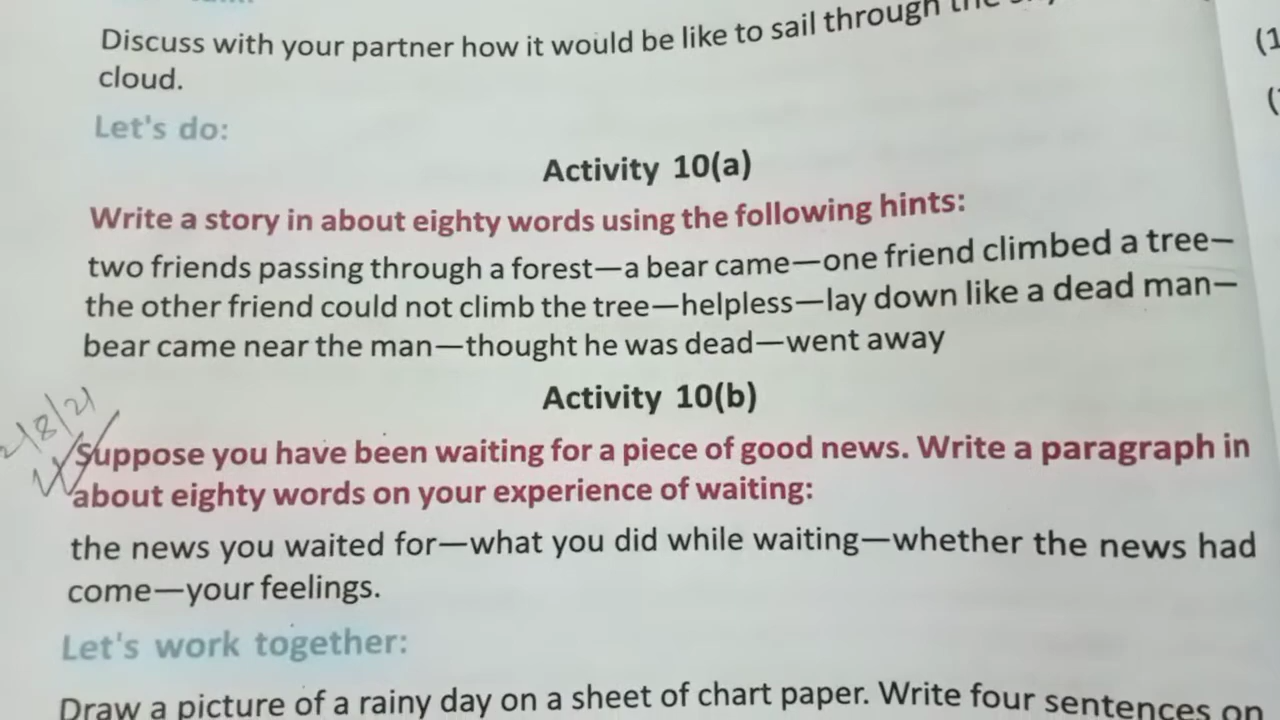 Discuss with your partner how it would be like to sail through the
cloud.
Let's do:
Activity 10(a)
Write a story in about eighty words using the following hints:
two friends passing through a forest—a bear came—one friend climbed a tree—
the other friend could not climb the tree—helpless—lay down like a dead man—
bear came near the man—thought he was dead—went away
Activity 10(b)
Suppose you have been waiting for a piece of good news. Write a paragraph in
about eighty words on your experience of waiting:
the news you waited for—what you did while waiting—whether the news had
come—your feelings.
Let's work together:
Draw a picture of a rainy day on a sheet of chart paper. Write four sentences on